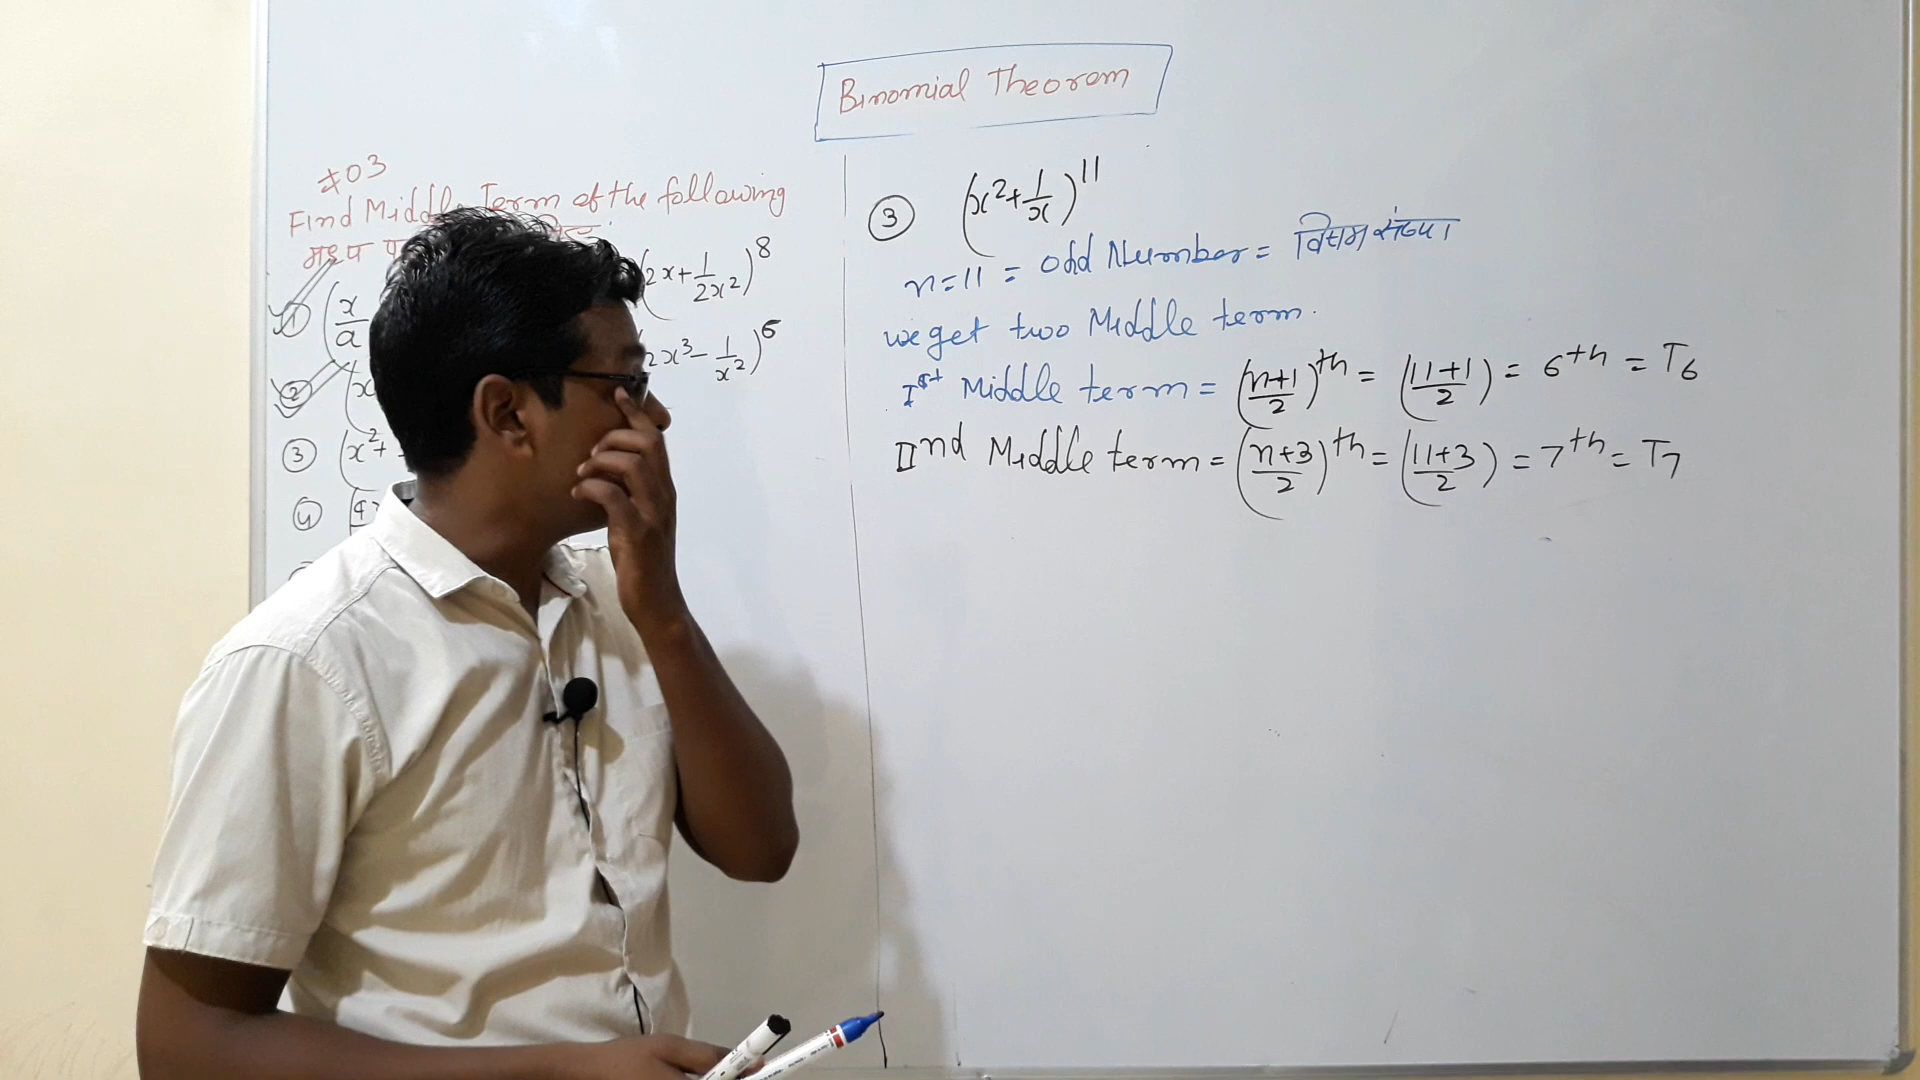 Binomial Theorem
#03
Find Middle Term of the following
मध्य
(2x+1/2x²)⁸
① (x/a
2x³-1/x²)⁶
② (x
③ (x²+
④
③ (x²+1/x)¹¹
n=11 = odd Number = विषम संख्या
we get two Middle term.
Iˢᵗ Middle term = (n+1/2)ᵗʰ = (11+1/2) = 6ᵗʰ = T₆
IIⁿᵈ Middle term = (n+3/2)ᵗʰ = (11+3/2) = 7ᵗʰ = T₇